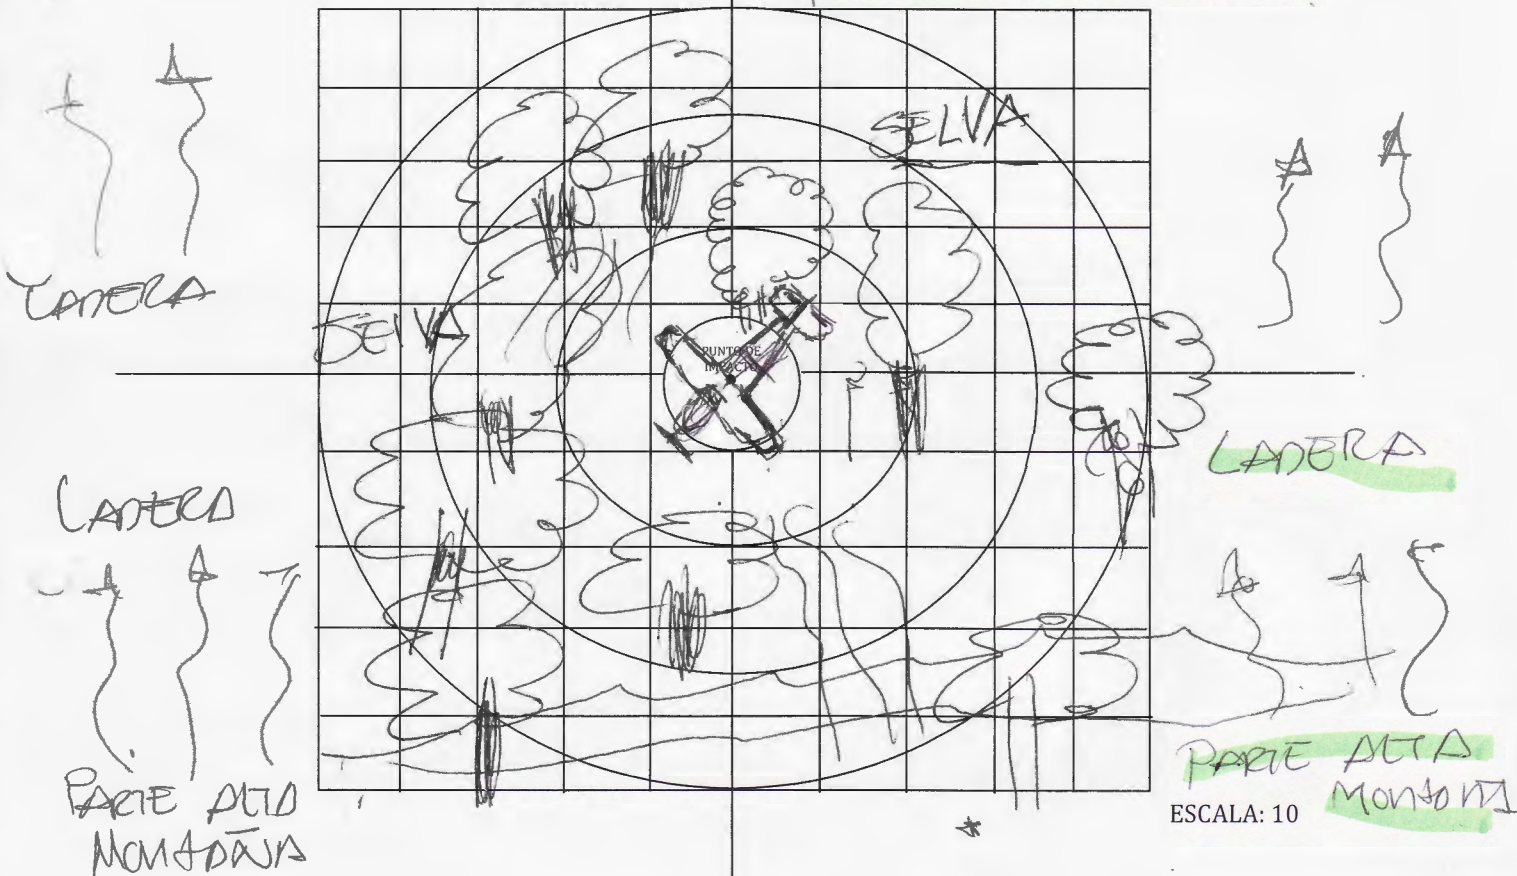 SELVA
LADERA
SELVA
PUNTO DE
IMPACTO
LADERA
LADERA
PARTE ALTA
MONTAÑA
PARTE ALTA
MONTAÑA
ESCALA: 10